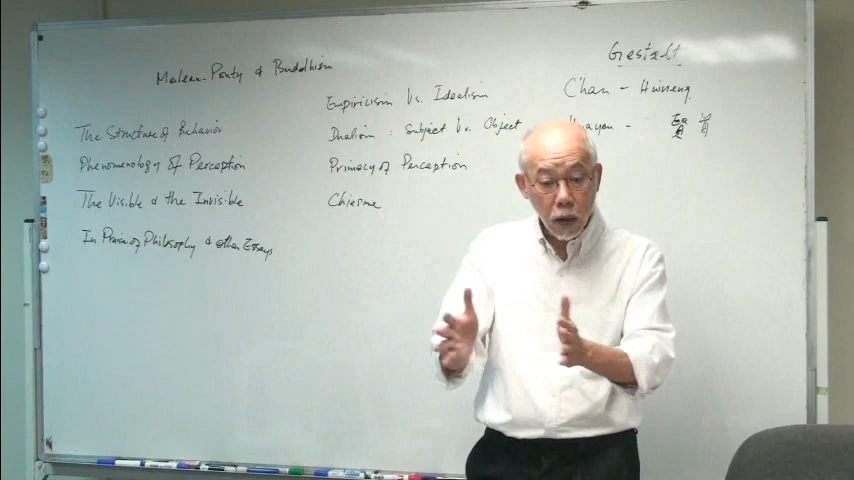 Merleau-Ponty & Buddhism
Gestalt
Empiricism Vs. Idealism
Ch'an - Huineng
The Structure of Behavior
Dualism : Subject Vs. Object
Phenomenology Of Perception
Primacy of Perception
The Visible & the Invisible
Chiasme
In Praise of Philosophy & other Essays